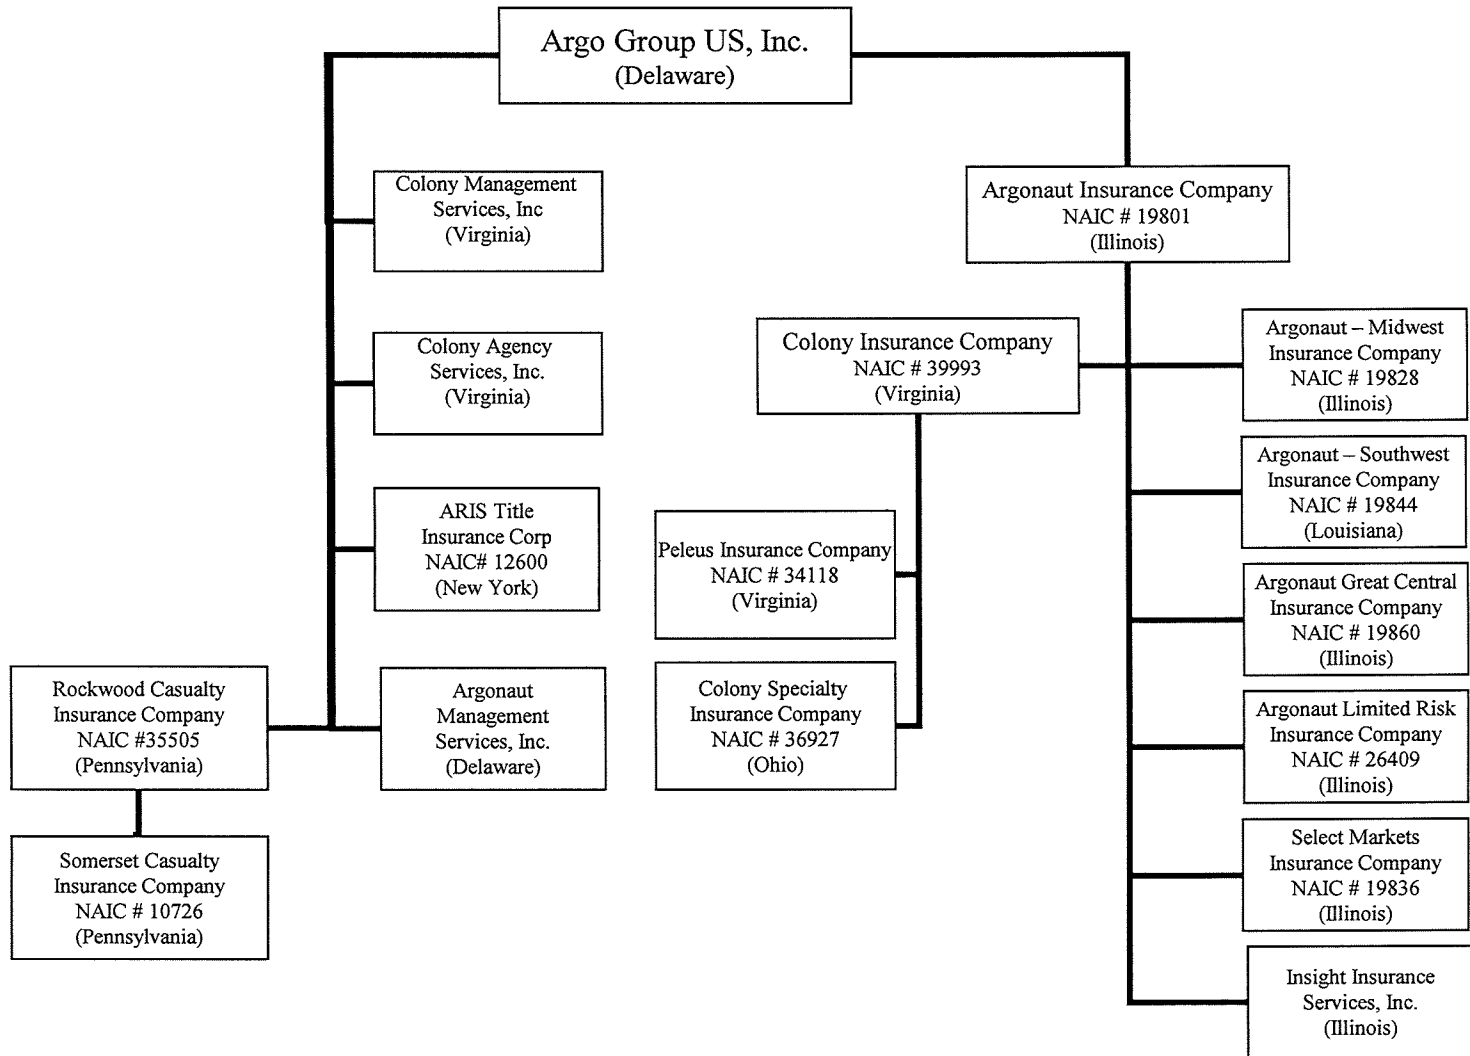 Argo Group US, Inc.
(Delaware)
Colony Management
Services, Inc
(Virginia)
Colony Agency
Services, Inc.
(Virginia)
ARIS Title
Insurance Corp
NAIC# 12600
(New York)
Argonaut
Management
Services, Inc.
(Delaware)
Rockwood Casualty
Insurance Company
NAIC #35505
(Pennsylvania)
Somerset Casualty
Insurance Company
NAIC # 10726
(Pennsylvania)
Argonaut Insurance Company
NAIC # 19801
(Illinois)
Colony Insurance Company
NAIC # 39993
(Virginia)
Peleus Insurance Company
NAIC # 34118
(Virginia)
Colony Specialty
Insurance Company
NAIC # 36927
(Ohio)
Argonaut – Midwest
Insurance Company
NAIC # 19828
(Illinois)
Argonaut – Southwest
Insurance Company
NAIC # 19844
(Louisiana)
Argonaut Great Central
Insurance Company
NAIC # 19860
(Illinois)
Argonaut Limited Risk
Insurance Company
NAIC # 26409
(Illinois)
Select Markets
Insurance Company
NAIC # 19836
(Illinois)
Insight Insurance
Services, Inc.
(Illinois)